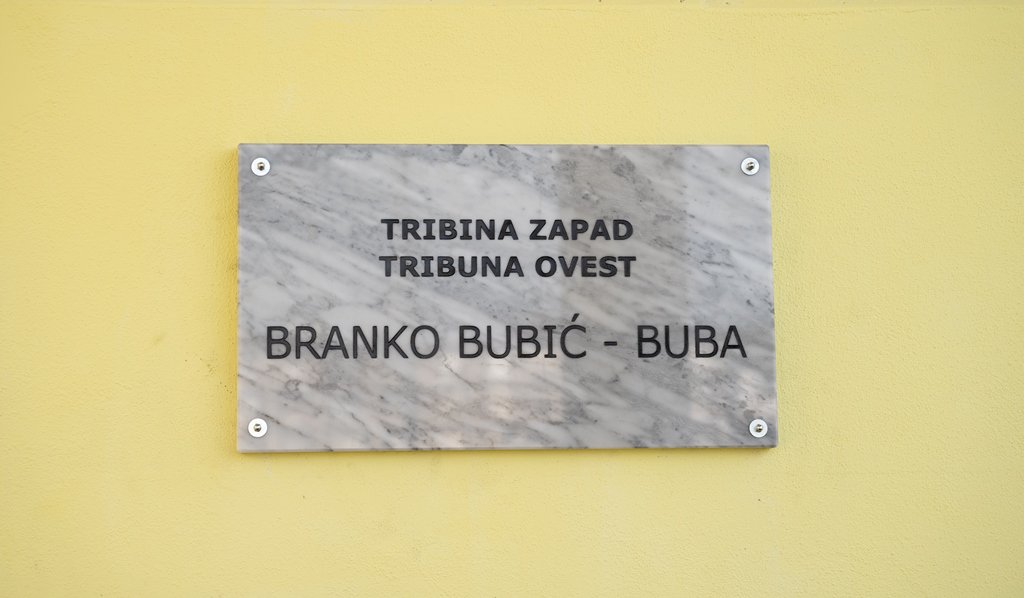 TRIBINA ZAPAD
TRIBUNA OVEST
BRANKO BUBIĆ - BUBA